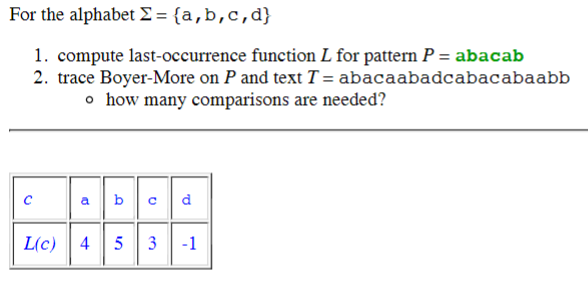 For the alphabet Σ = {a,b,c,d}
1. compute last-occurrence function L for pattern P = abacab
2. trace Boyer-More on P and text T = abacaabadcabacabaabb
o how many comparisons are needed?
c a b c d
L(c) 4 5 3 -1